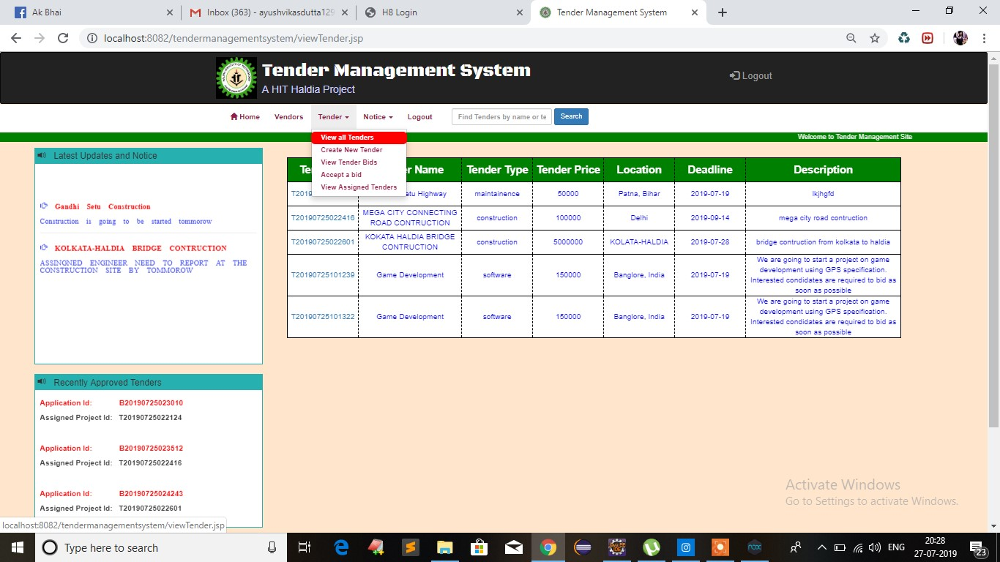 Ak Bhai
Inbox (363) - ayushvikasdutta129
H8 Login
Tender Management System
localhost:8082/tendermanagementsystem/viewTender.jsp
Tender Management System
A HIT Haldia Project
Logout
Home Vendors Tender Notice Logout Find Tenders by name or te Search
View all Tenders
Create New Tender
View Tender Bids
Accept a bid
View Assigned Tenders
Welcome to Tender Management Site
Latest Updates and Notice
Gandhi Setu Construction
Construction is going to be started tommorow
KOLKATA-HALDIA BRIDGE CONTRUCTION
ASSINGNED ENGINEER NEED TO REPORT AT THE
CONSTRUCTION SITE BY TOMMOROW
Recently Approved Tenders
Application Id: B20190725023010
Assigned Project Id: T20190725022124
Application Id: B20190725023512
Assigned Project Id: T20190725022416
Application Id: B20190725024243
Assigned Project Id: T20190725022601
Name Tender Type Tender Price Location Deadline Description
T2019 etu Highway maintainence 50000 Patna, Bihar 2019-07-19 lkjhgfd
T20190725022416 MEGA CITY CONNECTING
ROAD CONTRUCTION construction 100000 Delhi 2019-09-14 mega city road contruction
T20190725022601 KOKATA HALDIA BRIDGE
CONTRUCTION construction 5000000 KOLATA-HALDIA 2019-07-28 bridge contruction from kolkata to haldia
T20190725101239 Game Development software 150000 Banglore, India 2019-07-19 We are going to start a project on game
development using GPS specification.
Interested condidates are required to bid as
soon as possible
T20190725101322 Game Development software 150000 Banglore, India 2019-07-19 We are going to start a project on game
development using GPS specification.
Interested condidates are required to bid as
soon as possible
Activate Windows
Go to Settings to activate Windows.
localhost:8082/tendermanagementsystem/viewTender.jsp
Type here to search
ENG
20:28
27-07-2019
23